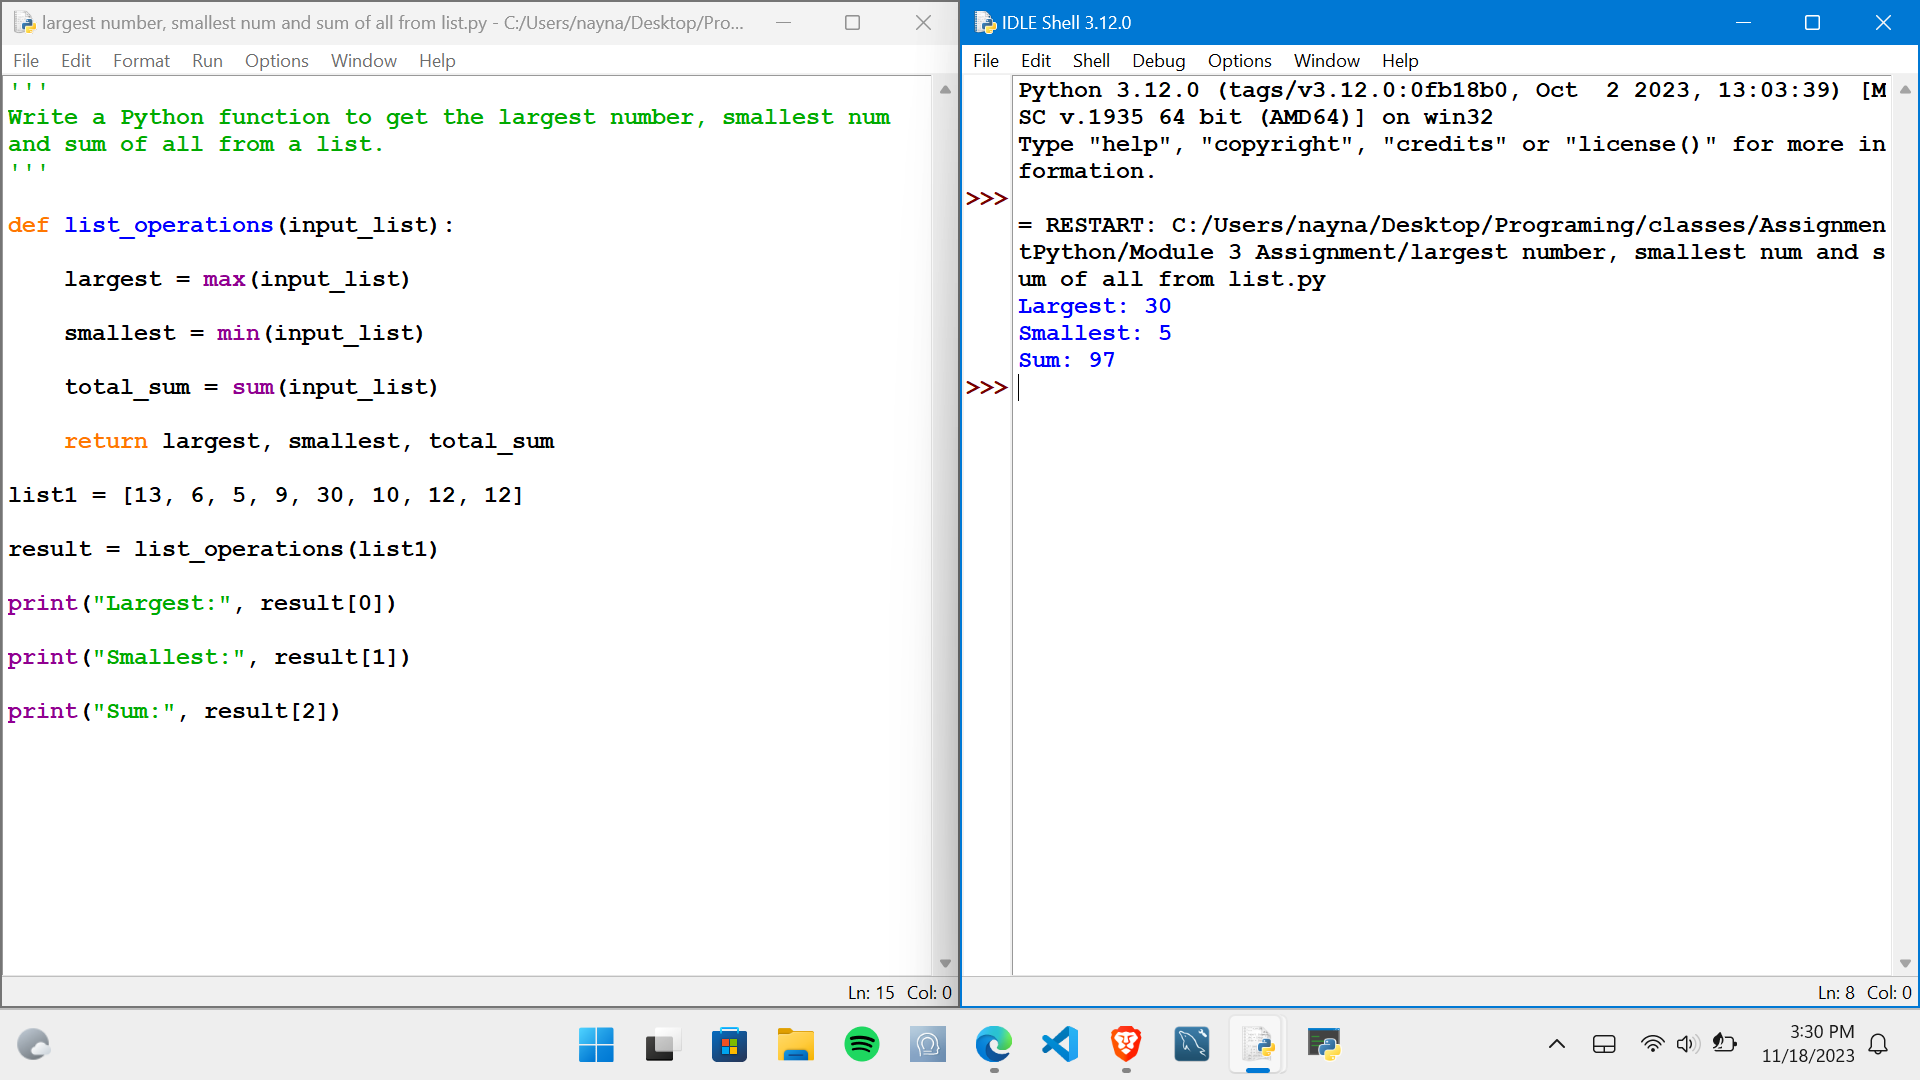 largest number, smallest num and sum of all from list.py - C:/Users/nayna/Desktop/Pro...
File Edit Format Run Options Window Help
'''
Write a Python function to get the largest number, smallest num
and sum of all from a list.
'''
def list_operations(input_list):
    largest = max(input_list)
    smallest = min(input_list)
    total_sum = sum(input_list)
    return largest, smallest, total_sum
list1 = [13, 6, 5, 9, 30, 10, 12, 12]
result = list_operations(list1)
print("Largest:", result[0])
print("Smallest:", result[1])
print("Sum:", result[2])
Ln: 15 Col: 0
IDLE Shell 3.12.0
File Edit Shell Debug Options Window Help
Python 3.12.0 (tags/v3.12.0:0fb18b0, Oct  2 2023, 13:03:39) [M
SC v.1935 64 bit (AMD64)] on win32
Type "help", "copyright", "credits" or "license()" for more in
formation.
>>>
= RESTART: C:/Users/nayna/Desktop/Programing/classes/Assignmen
tPython/Module 3 Assignment/largest number, smallest num and s
um of all from list.py
Largest: 30
Smallest: 5
Sum: 97
>>>
Ln: 8 Col: 0
3:30 PM
11/18/2023